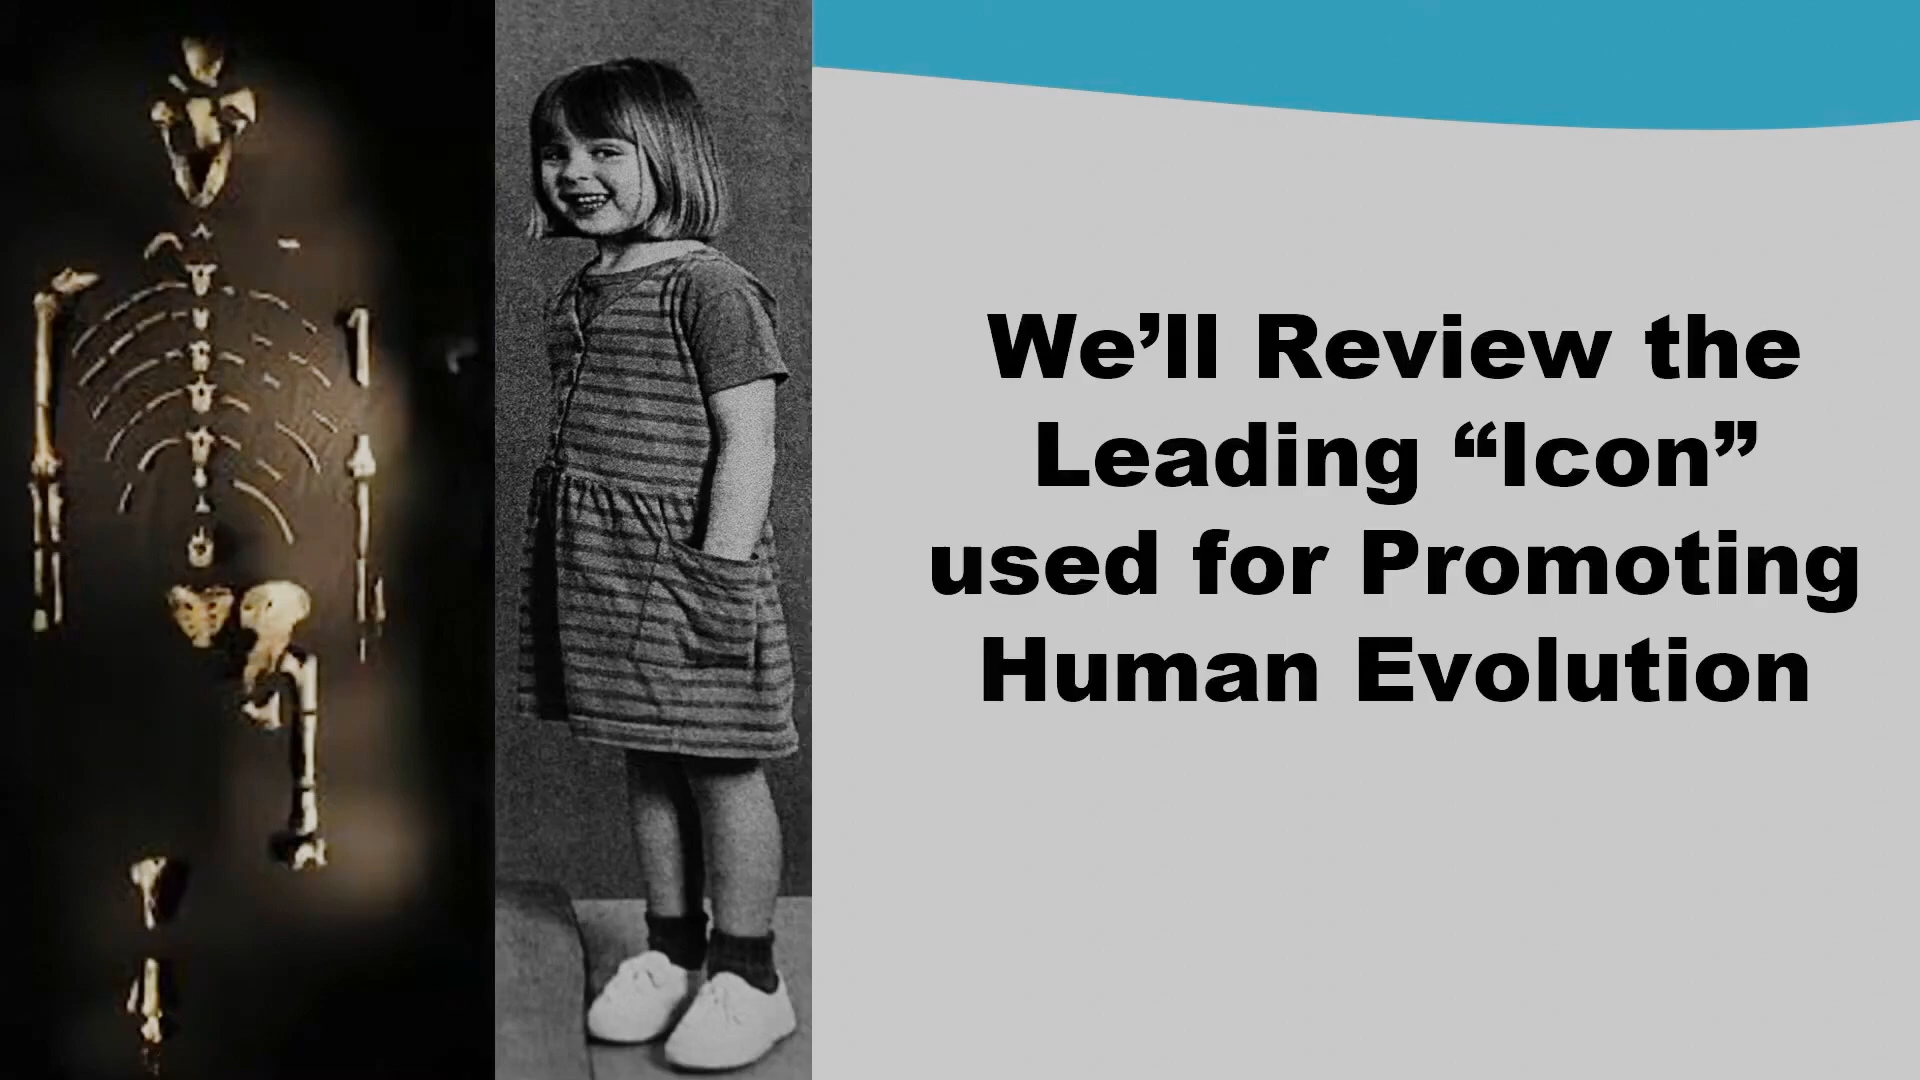 We’ll Review the
Leading “Icon”
used for Promoting
Human Evolution